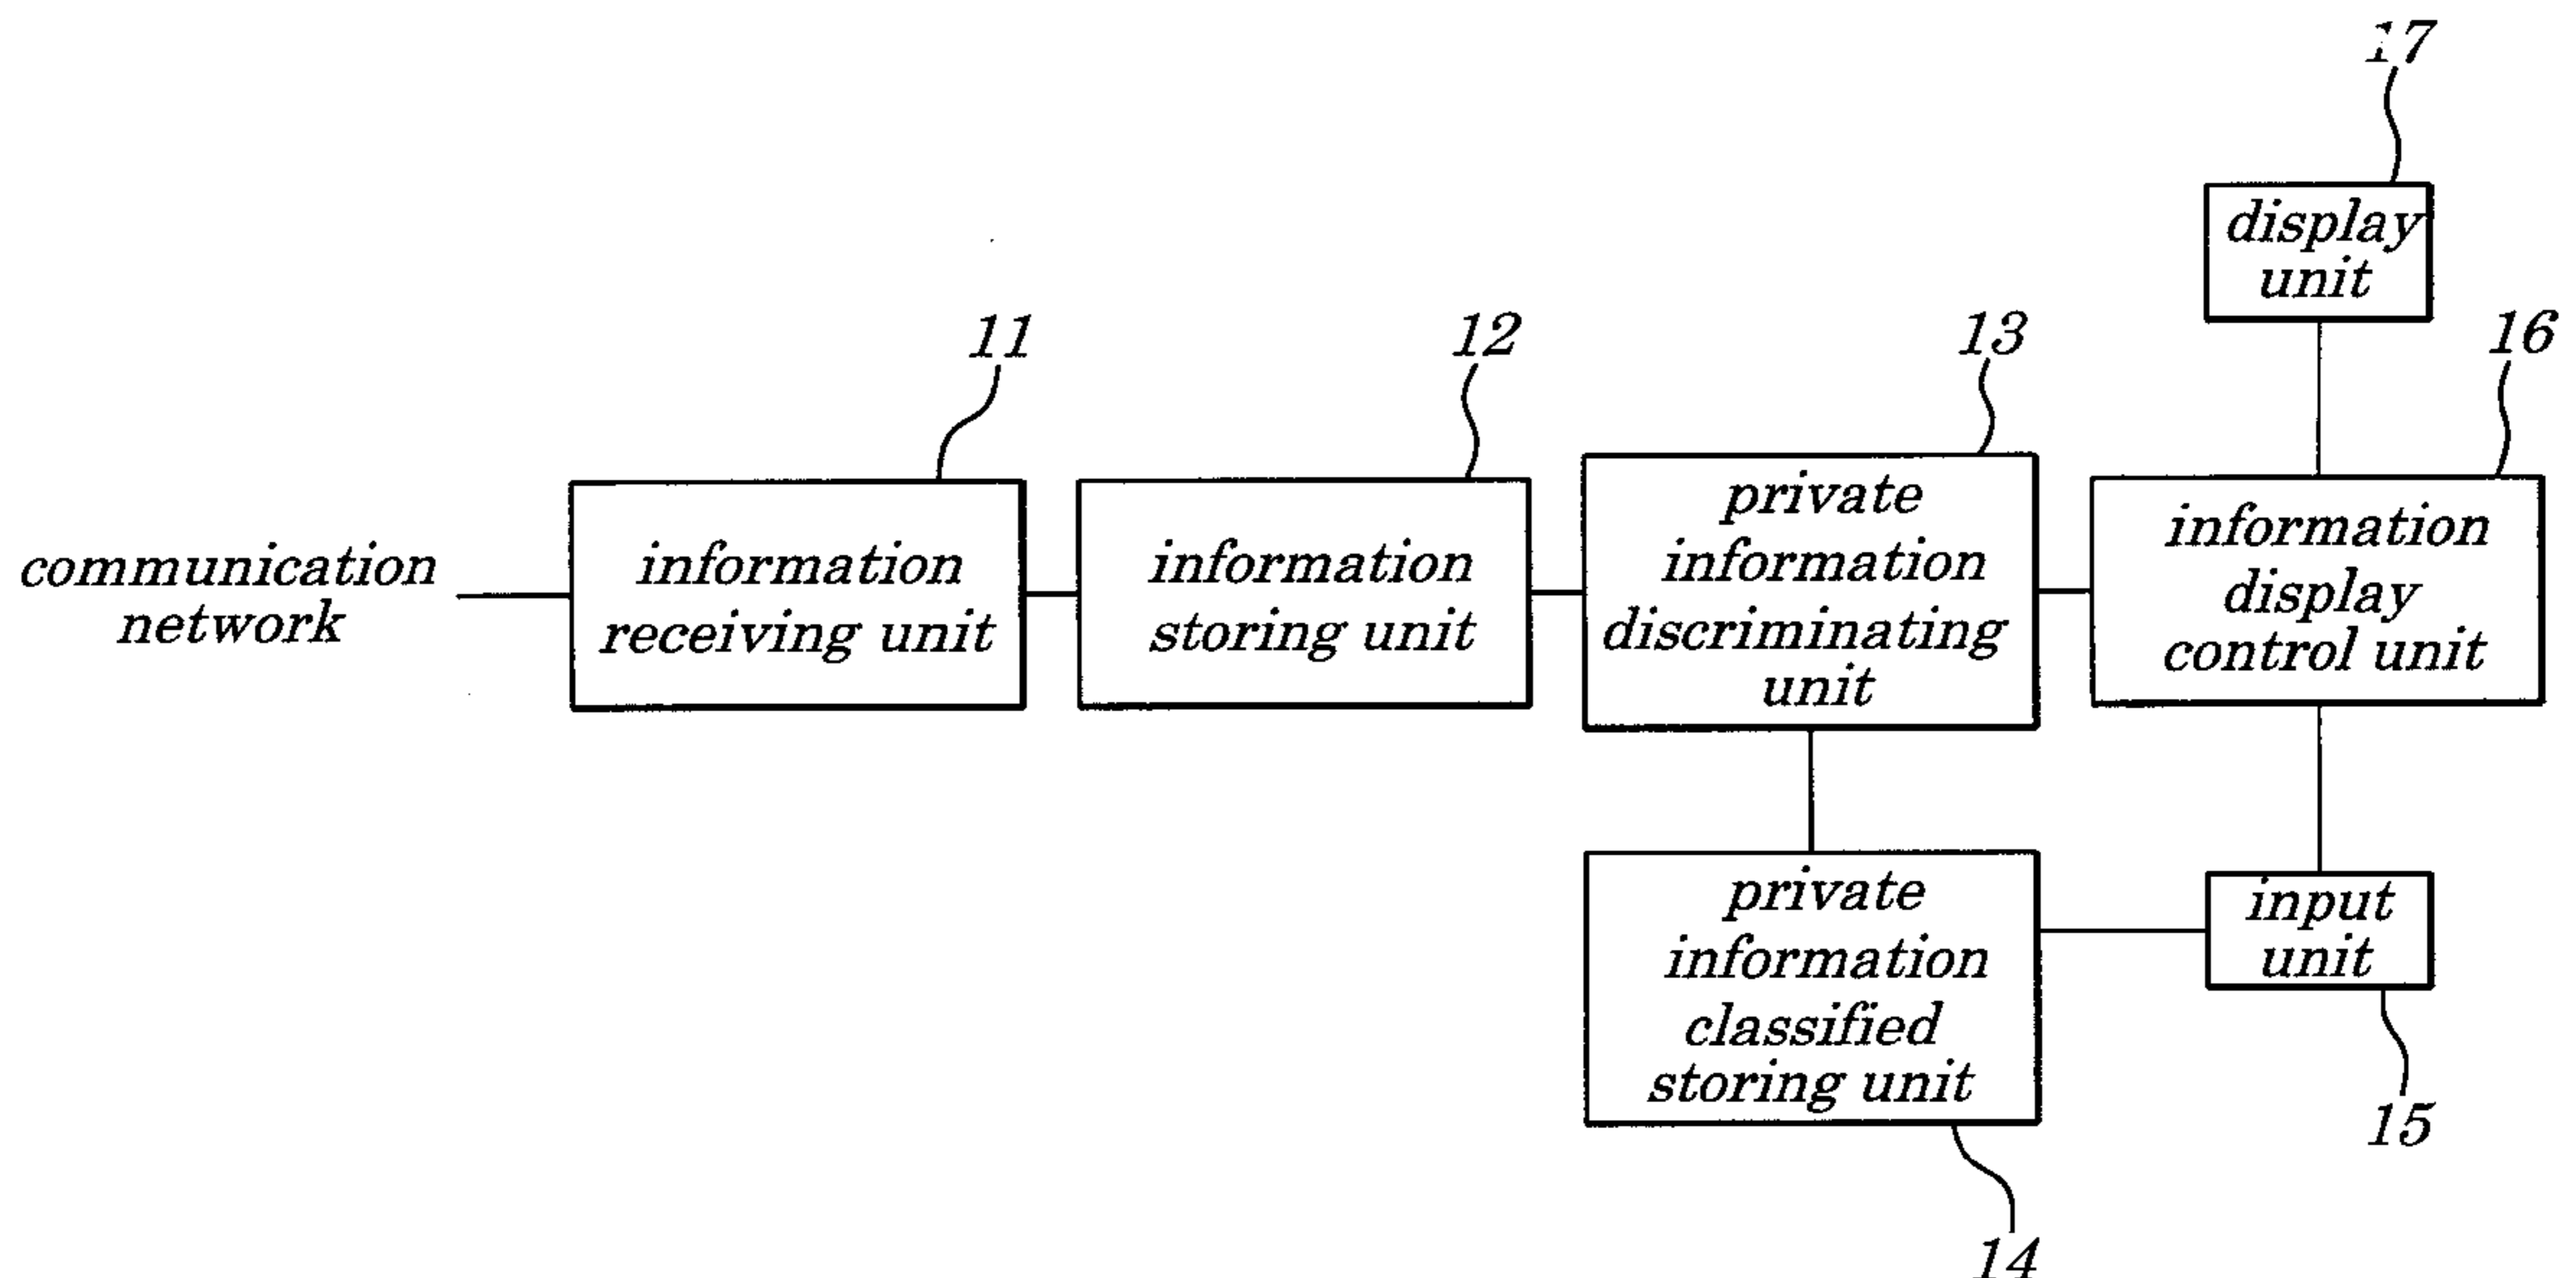 17
display
unit
11
12
13
16
communication
network
information
receiving unit
information
storing unit
private
information
discriminating
unit
information
display
control unit
private
information
classified
storing unit
input
unit
15
14